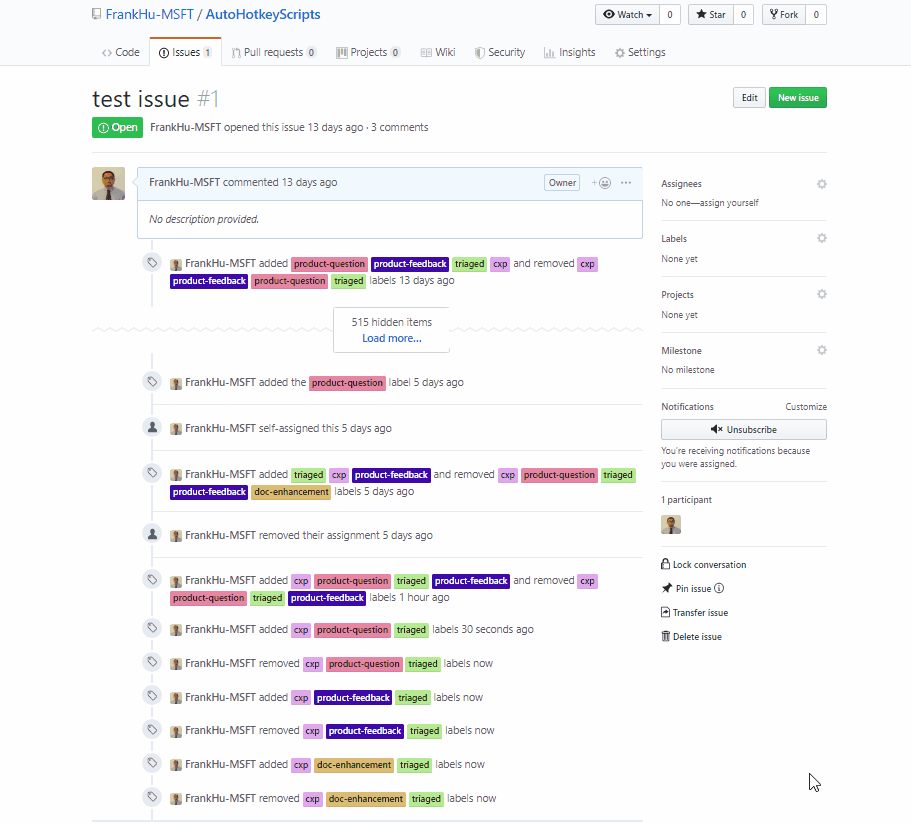 FrankHu-MSFT / AutoHotkeyScripts
Watch 0 Star 0 Fork 0
Code Issues 1 Pull requests 0 Projects 0 Wiki Security Insights Settings
test issue #1
Edit New issue
Open FrankHu-MSFT opened this issue 13 days ago · 3 comments
FrankHu-MSFT commented 13 days ago Owner
No description provided.
FrankHu-MSFT added product-question product-feedback triaged cxp and removed cxp
product-feedback product-question triaged labels 13 days ago
515 hidden items
Load more...
FrankHu-MSFT added the product-question label 5 days ago
FrankHu-MSFT self-assigned this 5 days ago
FrankHu-MSFT added triaged cxp product-feedback and removed cxp product-question triaged
product-feedback doc-enhancement labels 5 days ago
FrankHu-MSFT removed their assignment 5 days ago
FrankHu-MSFT added cxp product-question triaged product-feedback and removed cxp
product-question triaged product-feedback labels 1 hour ago
FrankHu-MSFT added cxp product-question triaged labels 30 seconds ago
FrankHu-MSFT removed cxp product-question triaged labels now
FrankHu-MSFT added cxp product-feedback triaged labels now
FrankHu-MSFT removed cxp product-feedback triaged labels now
FrankHu-MSFT added cxp doc-enhancement triaged labels now
FrankHu-MSFT removed cxp doc-enhancement triaged labels now
Assignees
No one—assign yourself
Labels
None yet
Projects
None yet
Milestone
No milestone
Notifications Customize
Unsubscribe
You're receiving notifications because
you were assigned.
1 participant
Lock conversation
Pin issue
Transfer issue
Delete issue